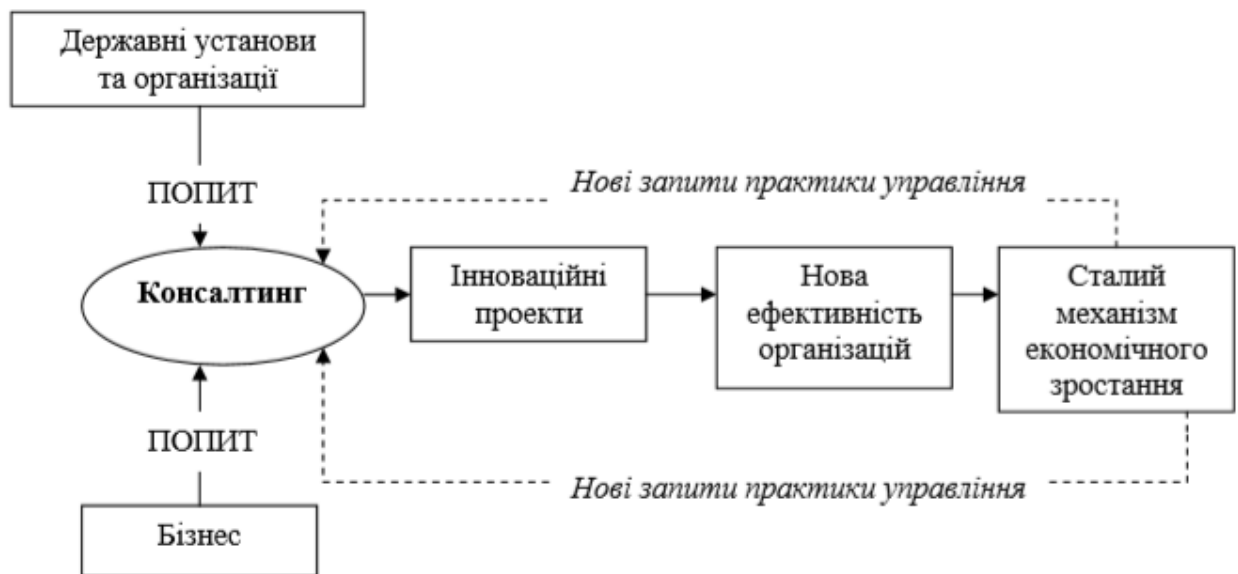 Державні установи
та організації
ПОПИТ
Нові запити практики управління
Консалтинг
Інноваційні
проекти
Нова
ефективність
організацій
Сталий
механізм
економічного
зростання
ПОПИТ
Нові запити практики управління
Бізнес